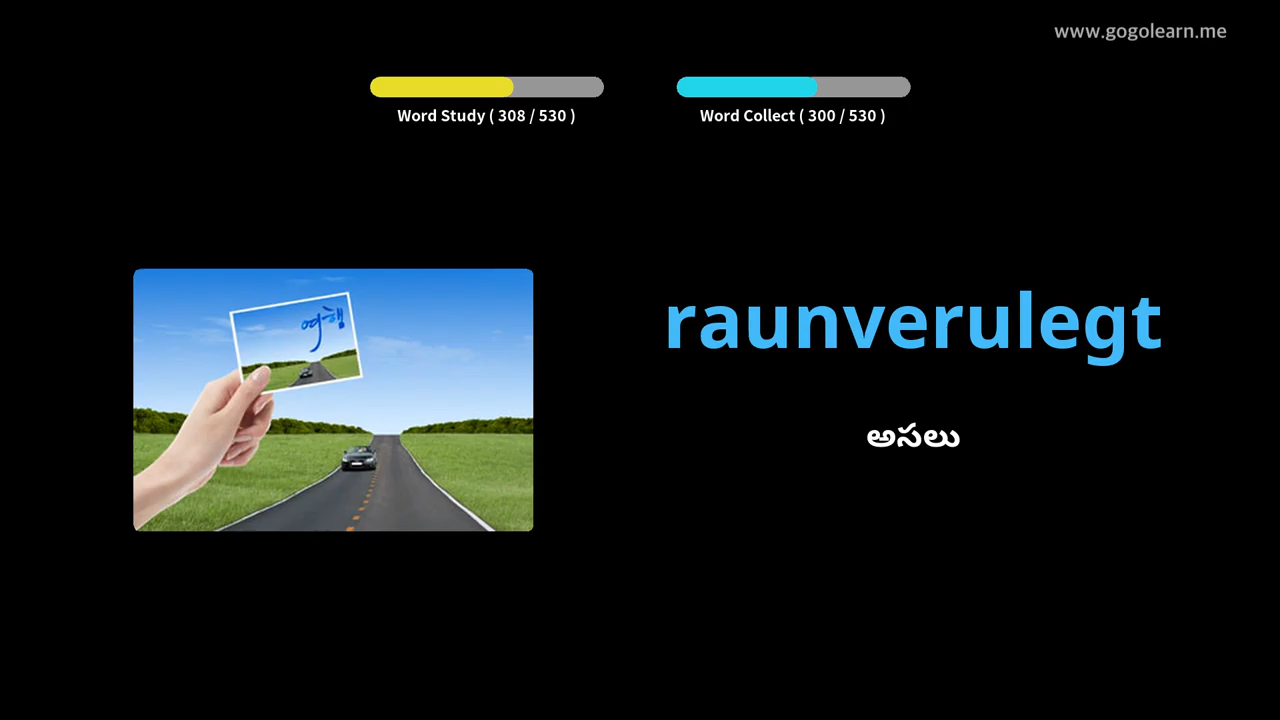 www.gogolearn.me
Word Study ( 308 / 530 )
Word Collect ( 300 / 530 )
여행
raunverulegt
అసలు